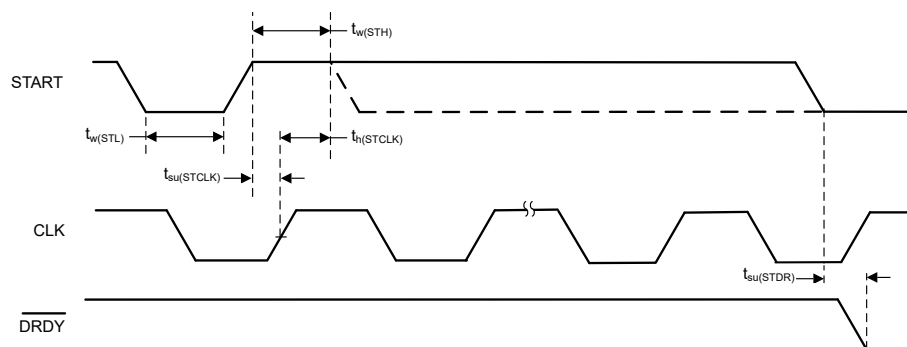 t_w(STH)
START
t_w(STL)
t_h(STCLK)
t_su(STCLK)
CLK
t_su(STDR)
DRDY